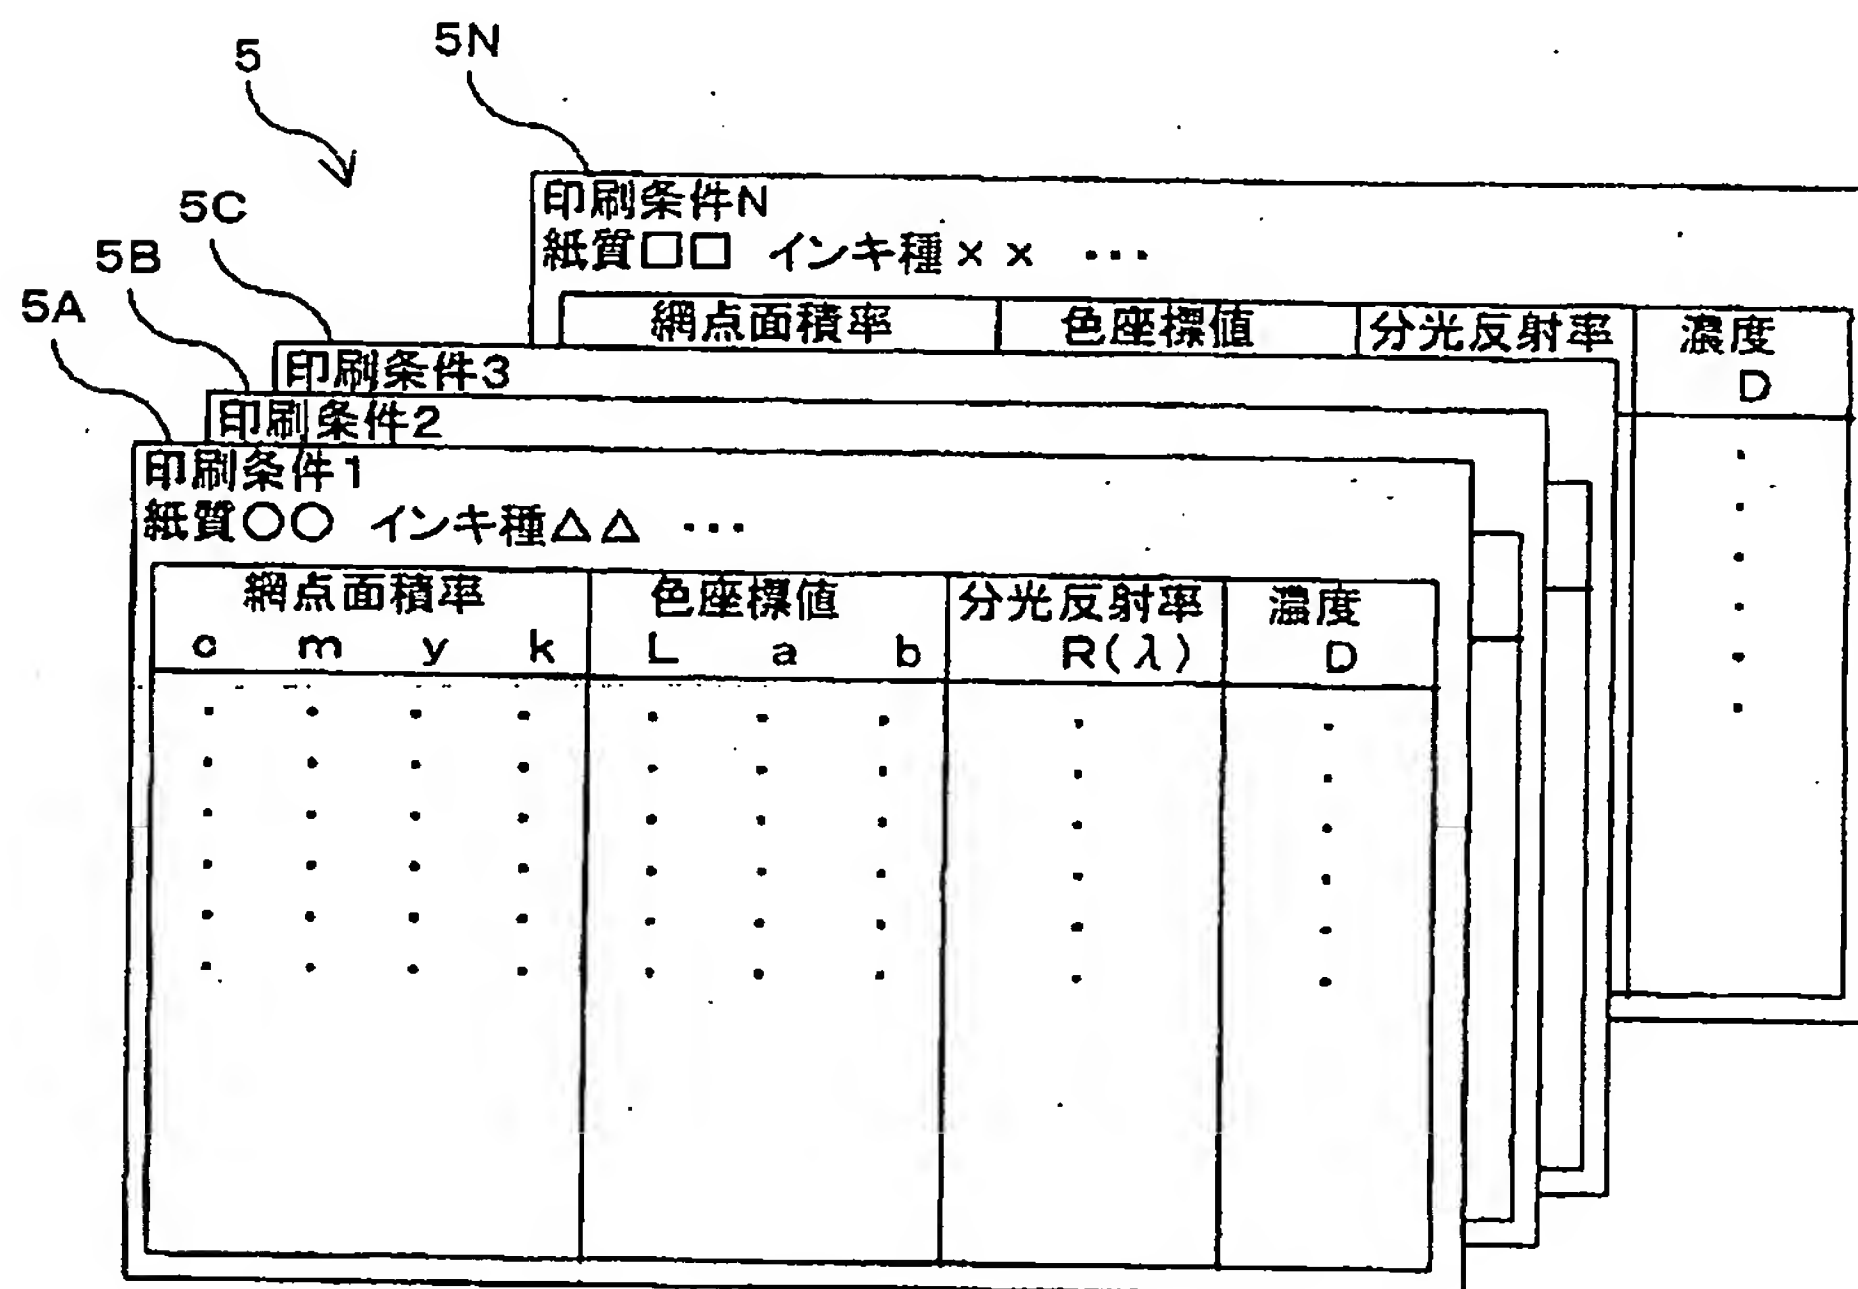 5
5N
5C
5B
5A
印刷条件N
紙質□□ インキ種×× ···
網点面積率 色座標値 分光反射率 濃度
D
印刷条件3
印刷条件2
印刷条件1
紙質○○ インキ種△△ ···
網点面積率 色座標値 分光反射率 濃度
c m y k L a b R(λ) D